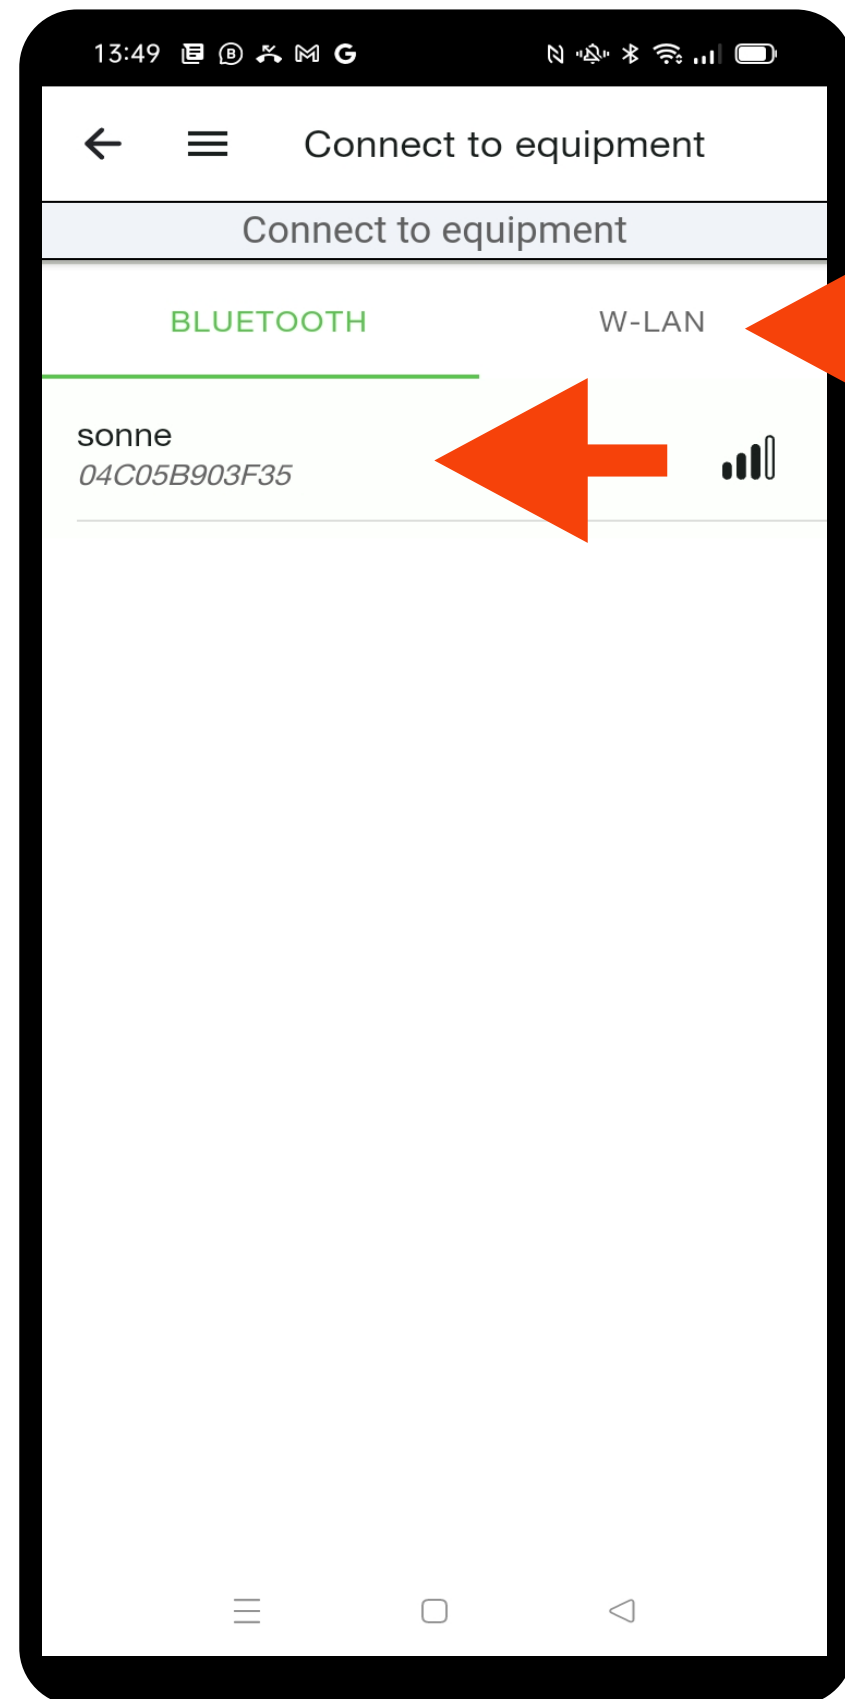 13:49
Connect to equipment
Connect to equipment
BLUETOOTH
W-LAN
sonne
04C05B903F35